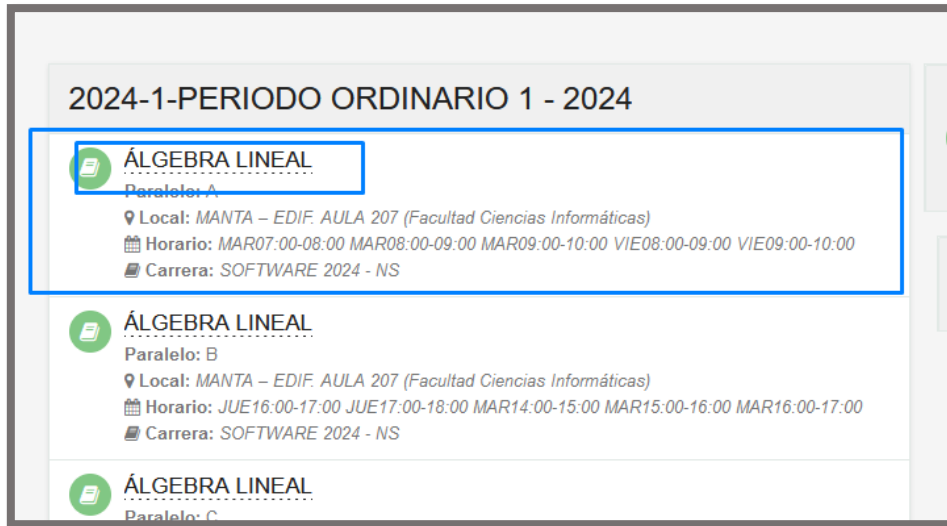 2024-1-PERIODO ORDINARIO 1 - 2024
ÁLGEBRA LINEAL
Paralelo: A
Local: MANTA – EDIF. AULA 207 (Facultad Ciencias Informáticas)
Horario: MAR07:00-08:00 MAR08:00-09:00 MAR09:00-10:00 VIE08:00-09:00 VIE09:00-10:00
Carrera: SOFTWARE 2024 - NS
ÁLGEBRA LINEAL
Paralelo: B
Local: MANTA – EDIF. AULA 207 (Facultad Ciencias Informáticas)
Horario: JUE16:00-17:00 JUE17:00-18:00 MAR14:00-15:00 MAR15:00-16:00 MAR16:00-17:00
Carrera: SOFTWARE 2024 - NS
ÁLGEBRA LINEAL
Paralelo: C